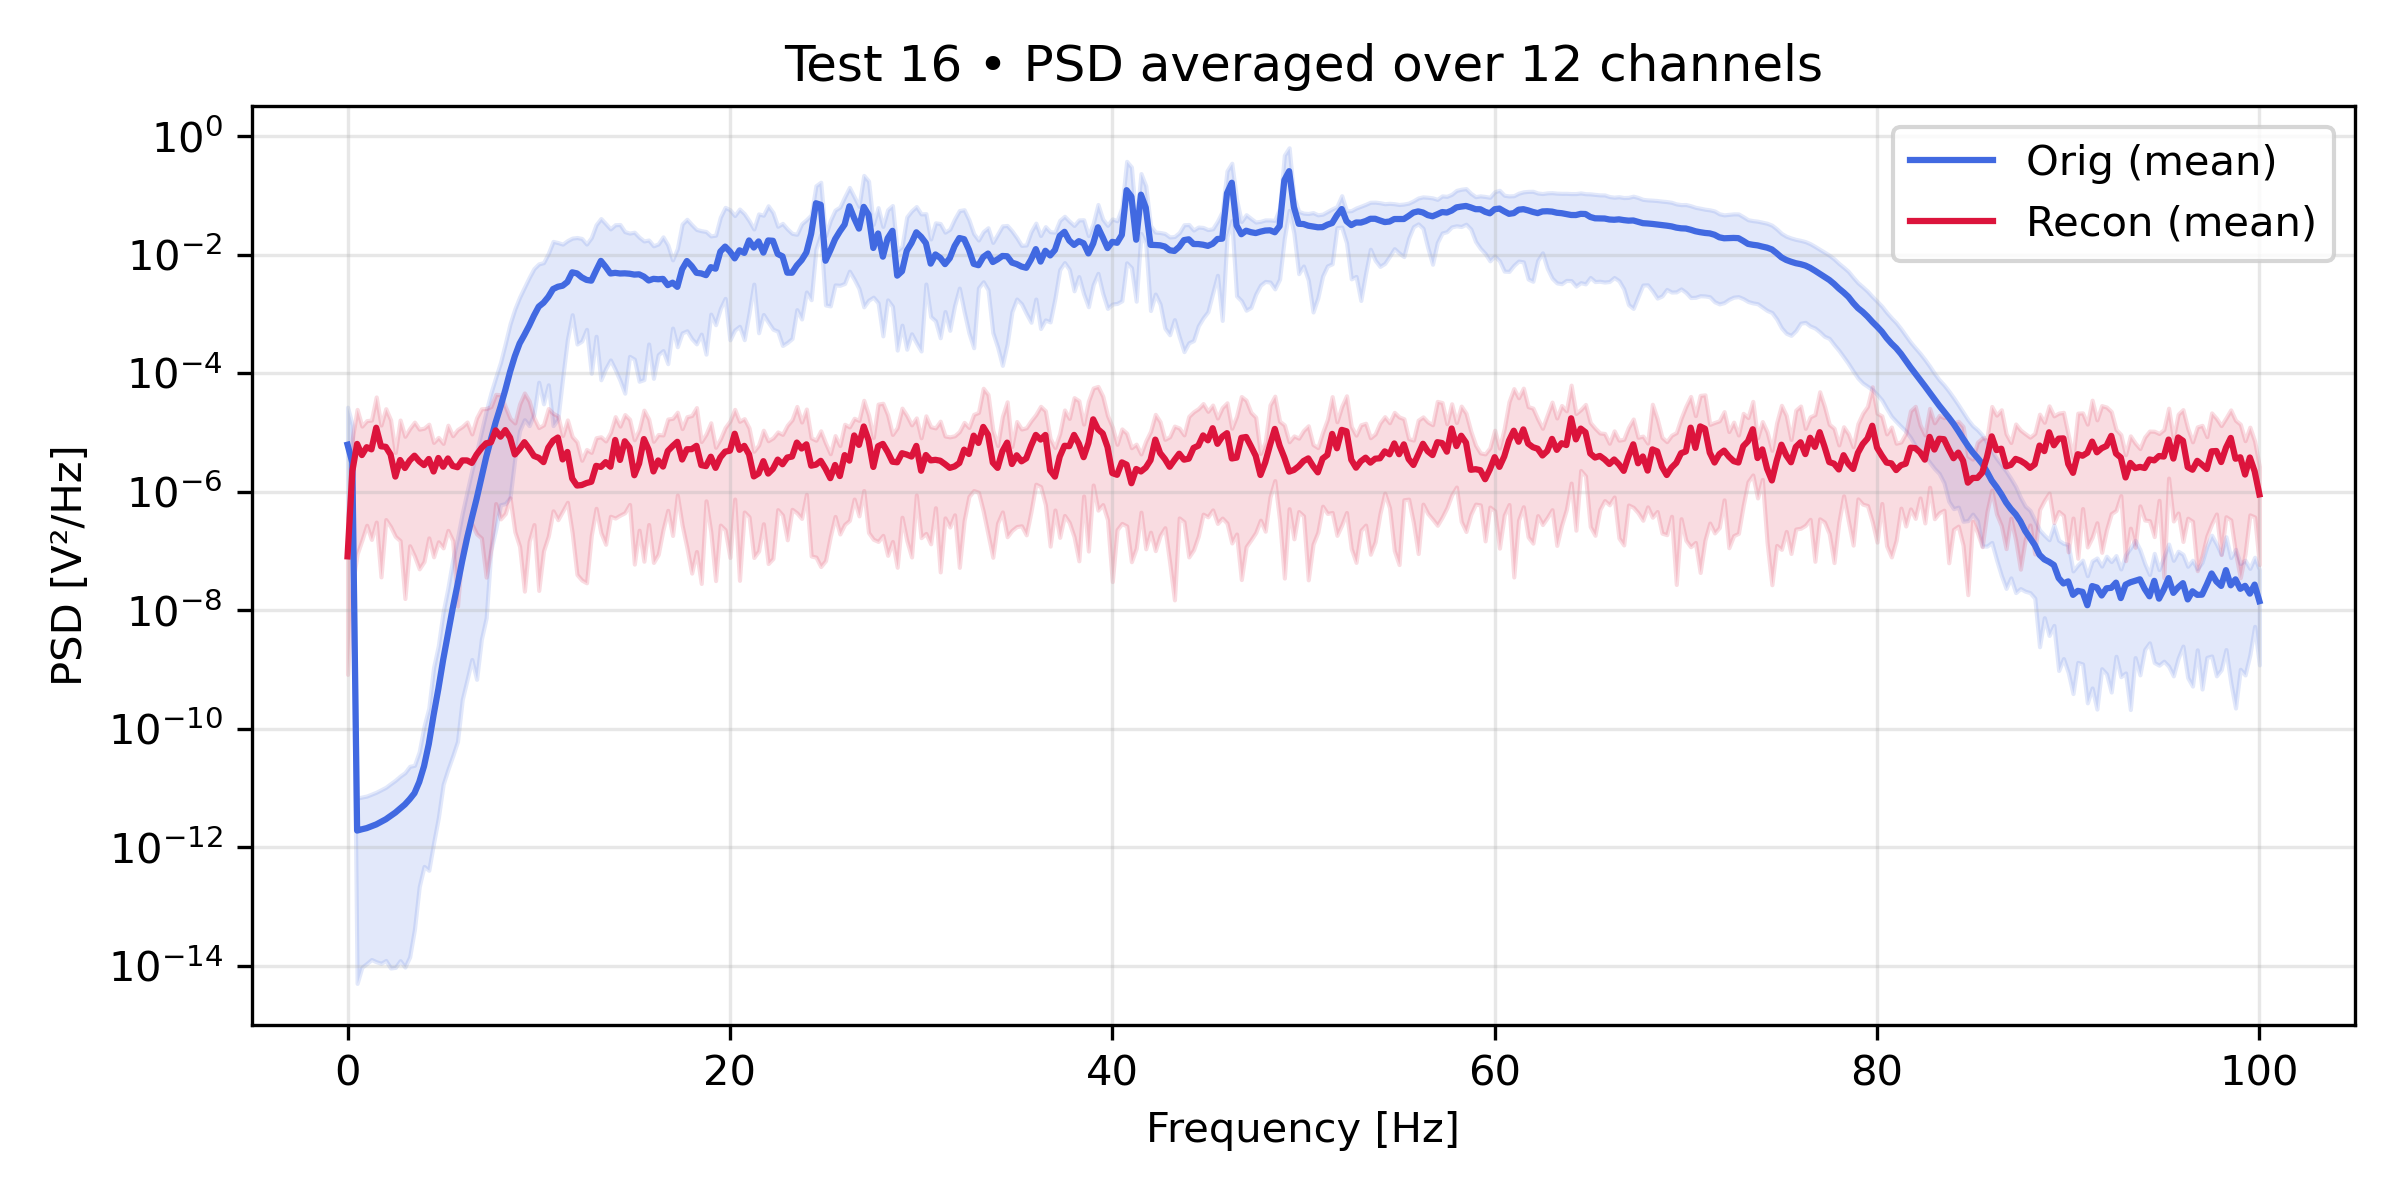 Test 16 • PSD averaged over 12 channels
Orig (mean)
Recon (mean)
PSD [V²/Hz]
10⁰
10⁻²
10⁻⁴
10⁻⁶
10⁻⁸
10⁻¹⁰
10⁻¹²
10⁻¹⁴
0 20 40 60 80 100
Frequency [Hz]